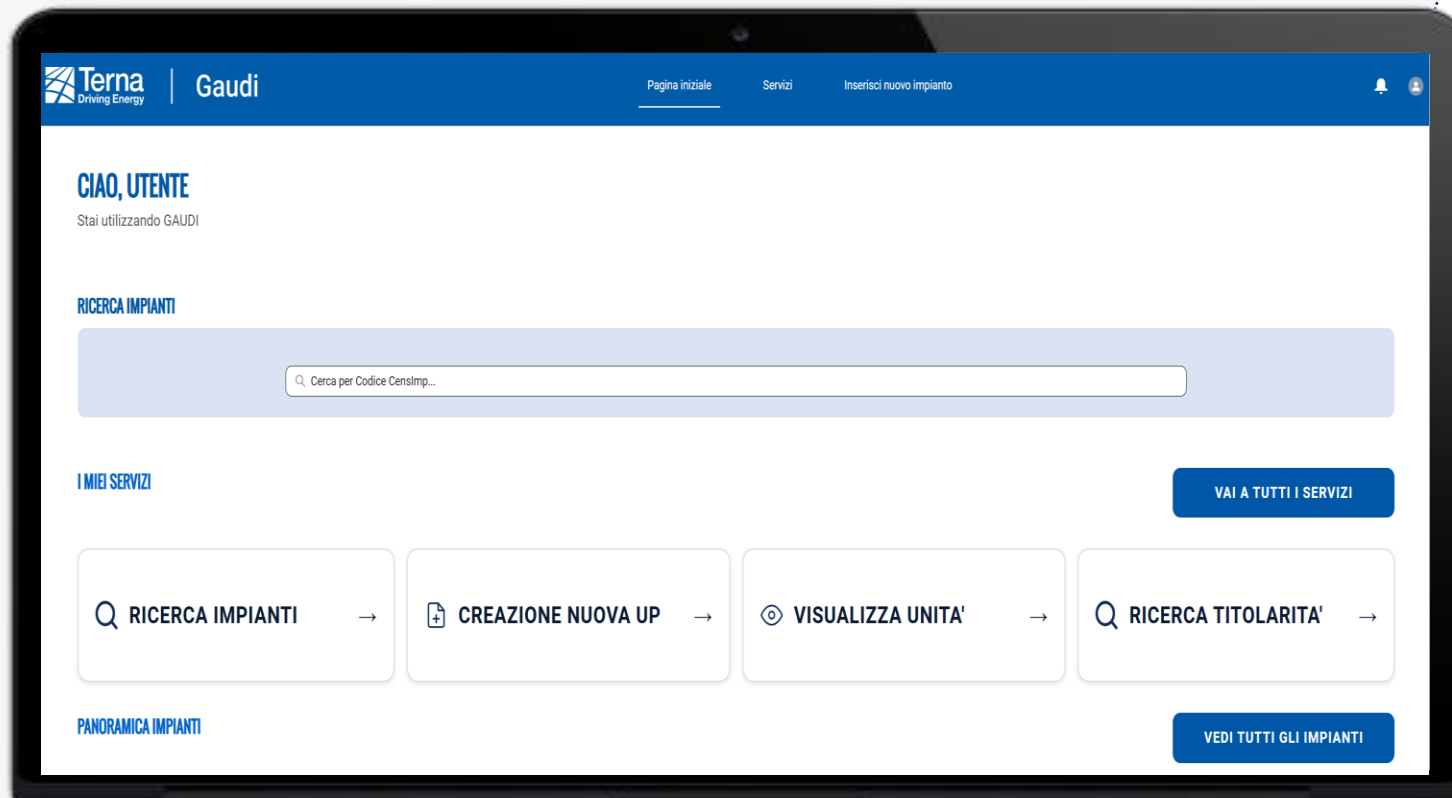 Terna
Driving Energy
Gaudi
Pagina iniziale
Servizi
Inserisci nuovo impianto
CIAO, UTENTE
Stai utilizzando GAUDI
RICERCA IMPIANTI
Cerca per Codice CensImp...
I MIEI SERVIZI
VAI A TUTTI I SERVIZI
RICERCA IMPIANTI →
CREAZIONE NUOVA UP →
VISUALIZZA UNITA' →
RICERCA TITOLARITA' →
PANORAMICA IMPIANTI
VEDI TUTTI GLI IMPIANTI